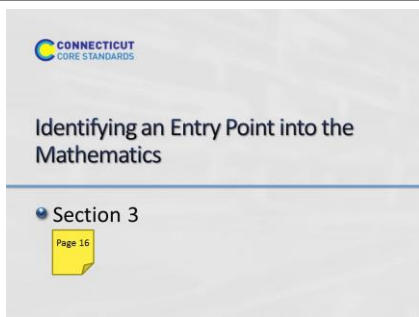 CONNECTICUT
CORE STANDARDS
Identifying an Entry Point into the
Mathematics
Section 3
Page 16